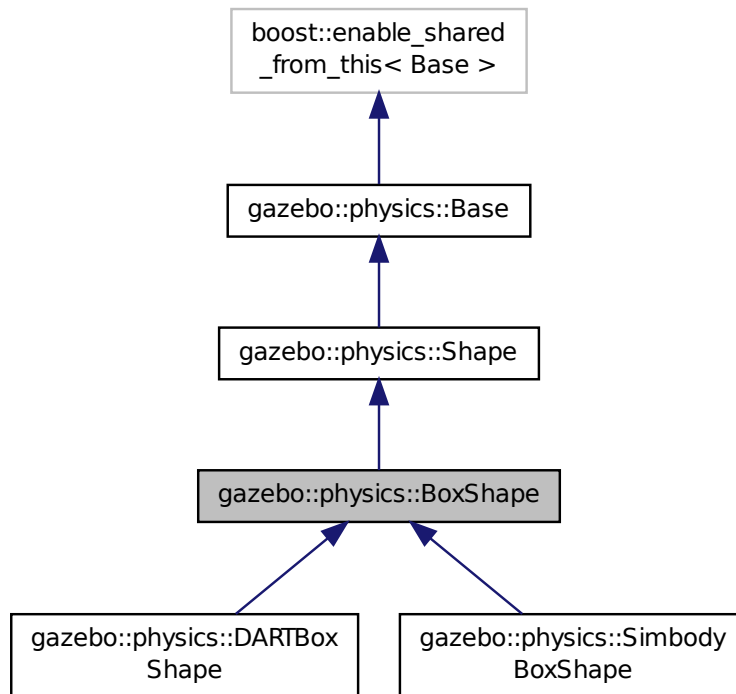 boost::enable_shared
_from_this< Base >
gazebo::physics::Base
gazebo::physics::Shape
gazebo::physics::BoxShape
gazebo::physics::DARTBox
Shape
gazebo::physics::Simbody
BoxShape